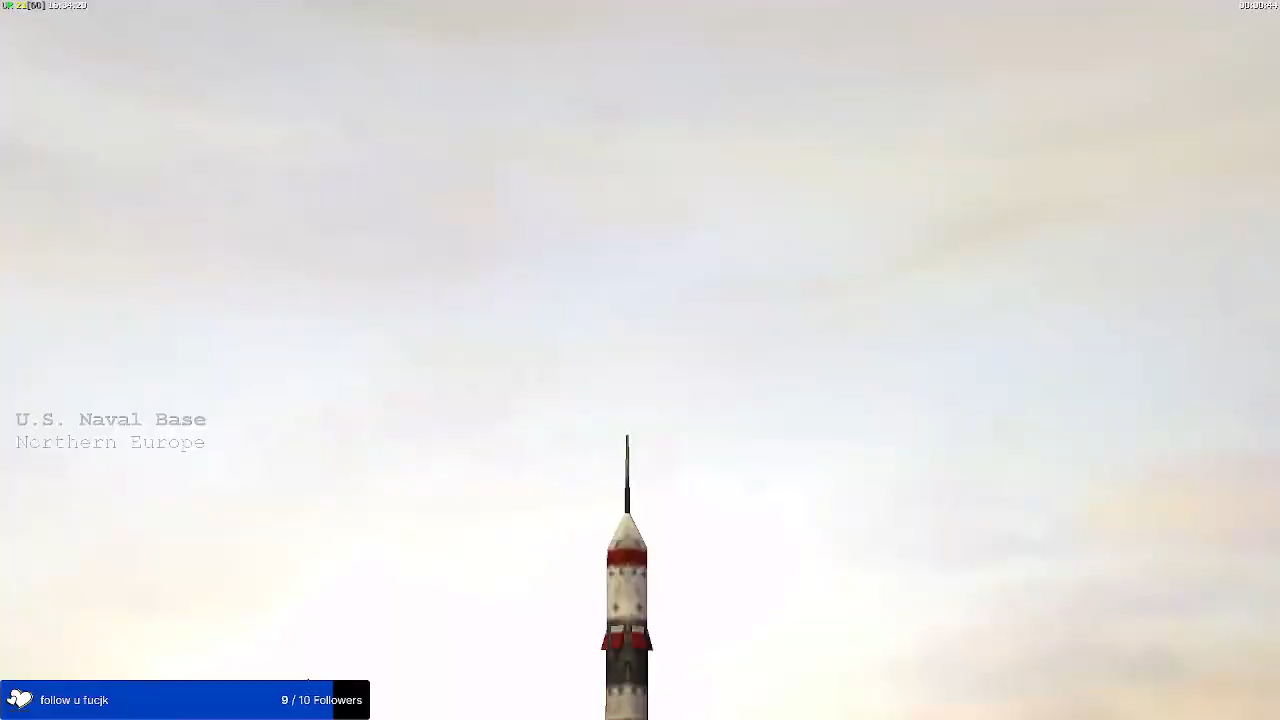 U.S. Naval Base
Northern Europe
follow u fucjk
9 / 10 Followers